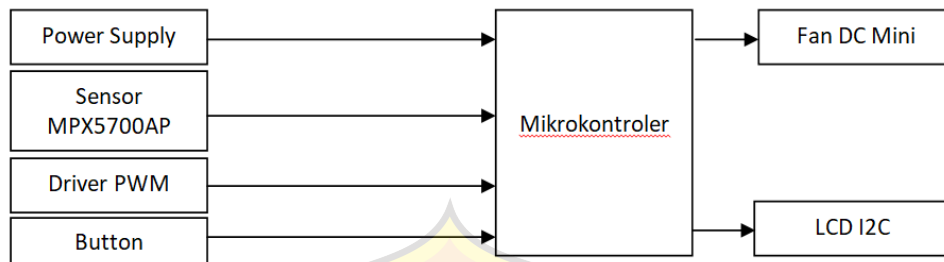 Power Supply
Sensor
MPX5700AP
Driver PWM
Button
Mikrokontroler
Fan DC Mini
LCD I2C